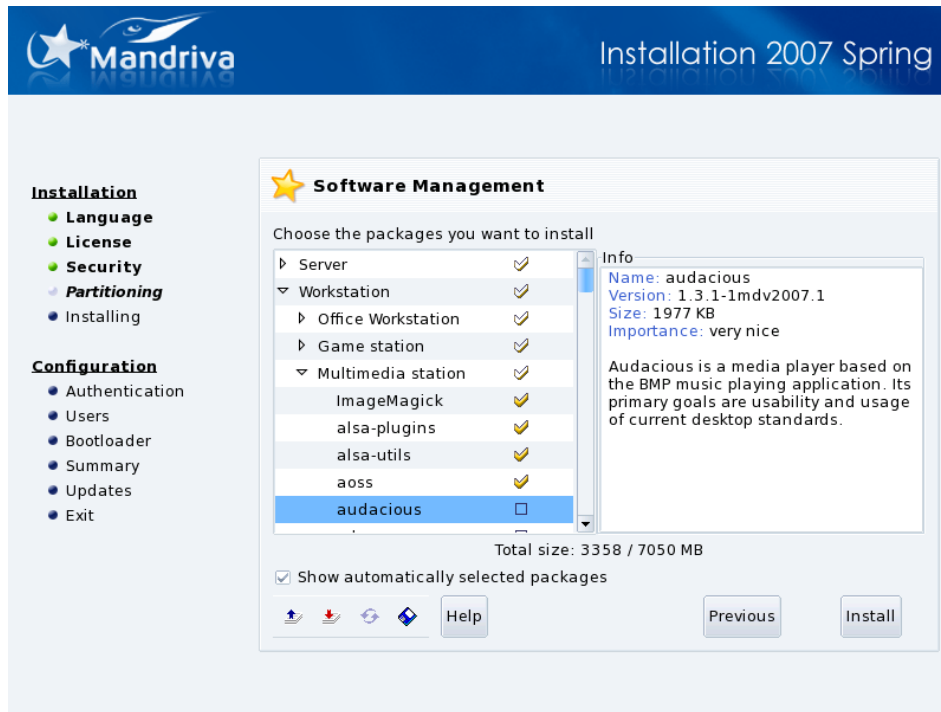 Mandriva
Installation 2007 Spring
Installation
Language
License
Security
Partitioning
Installing
Configuration
Authentication
Users
Bootloader
Summary
Updates
Exit
Software Management
Choose the packages you want to install
Server
Workstation
Office Workstation
Game station
Multimedia station
ImageMagick
alsa-plugins
alsa-utils
aoss
audacious
Info
Name: audacious
Version: 1.3.1-1mdv2007.1
Size: 1977 KB
Importance: very nice
Audacious is a media player based on
the BMP music playing application. Its
primary goals are usability and usage
of current desktop standards.
Total size: 3358 / 7050 MB
Show automatically selected packages
Help
Previous
Install